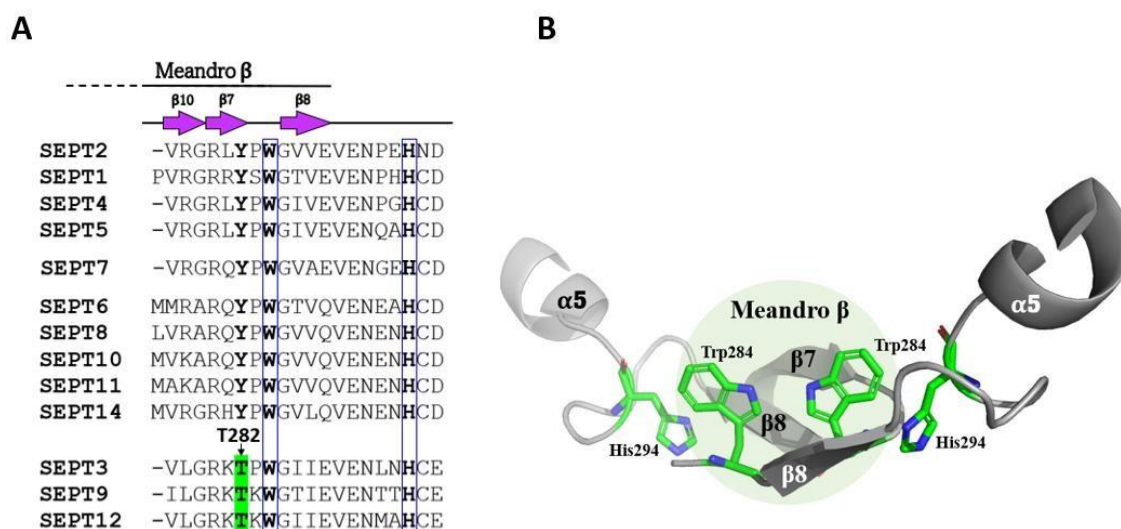 A
Meandro β
β10 β7 β8
SEPT2 -VRGRLYPWGVVEVENPEHND
SEPT1 PVRGRRYSWGTVEVENPHHCD
SEPT4 -VRGRLYPWGIVEVENPGHCD
SEPT5 -VRGRLYPWGIVEVENQAHCD
SEPT7 -VRGRQYPWGVAEVENGEHCD
SEPT6 MMRARQYPWGTVQVENEAHCD
SEPT8 LVRARQYPWGVVQVENENHCD
SEPT10 MVKARQYPWGVVQVENENHCD
SEPT11 MAKARQYPWGVVQVENENHCD
SEPT14 MVRGRHYPWGVLQVENENHCD
T282
SEPT3 -VLGRKTPWGIIEVENLNHCE
SEPT9 -ILGRKTKWGTIEVENTTHCE
SEPT12 -VLGRKTKWGIIEVENMAHCE
B
α5
α5
Meandro β
Trp284
β7
Trp284
β8
His294
β8
His294